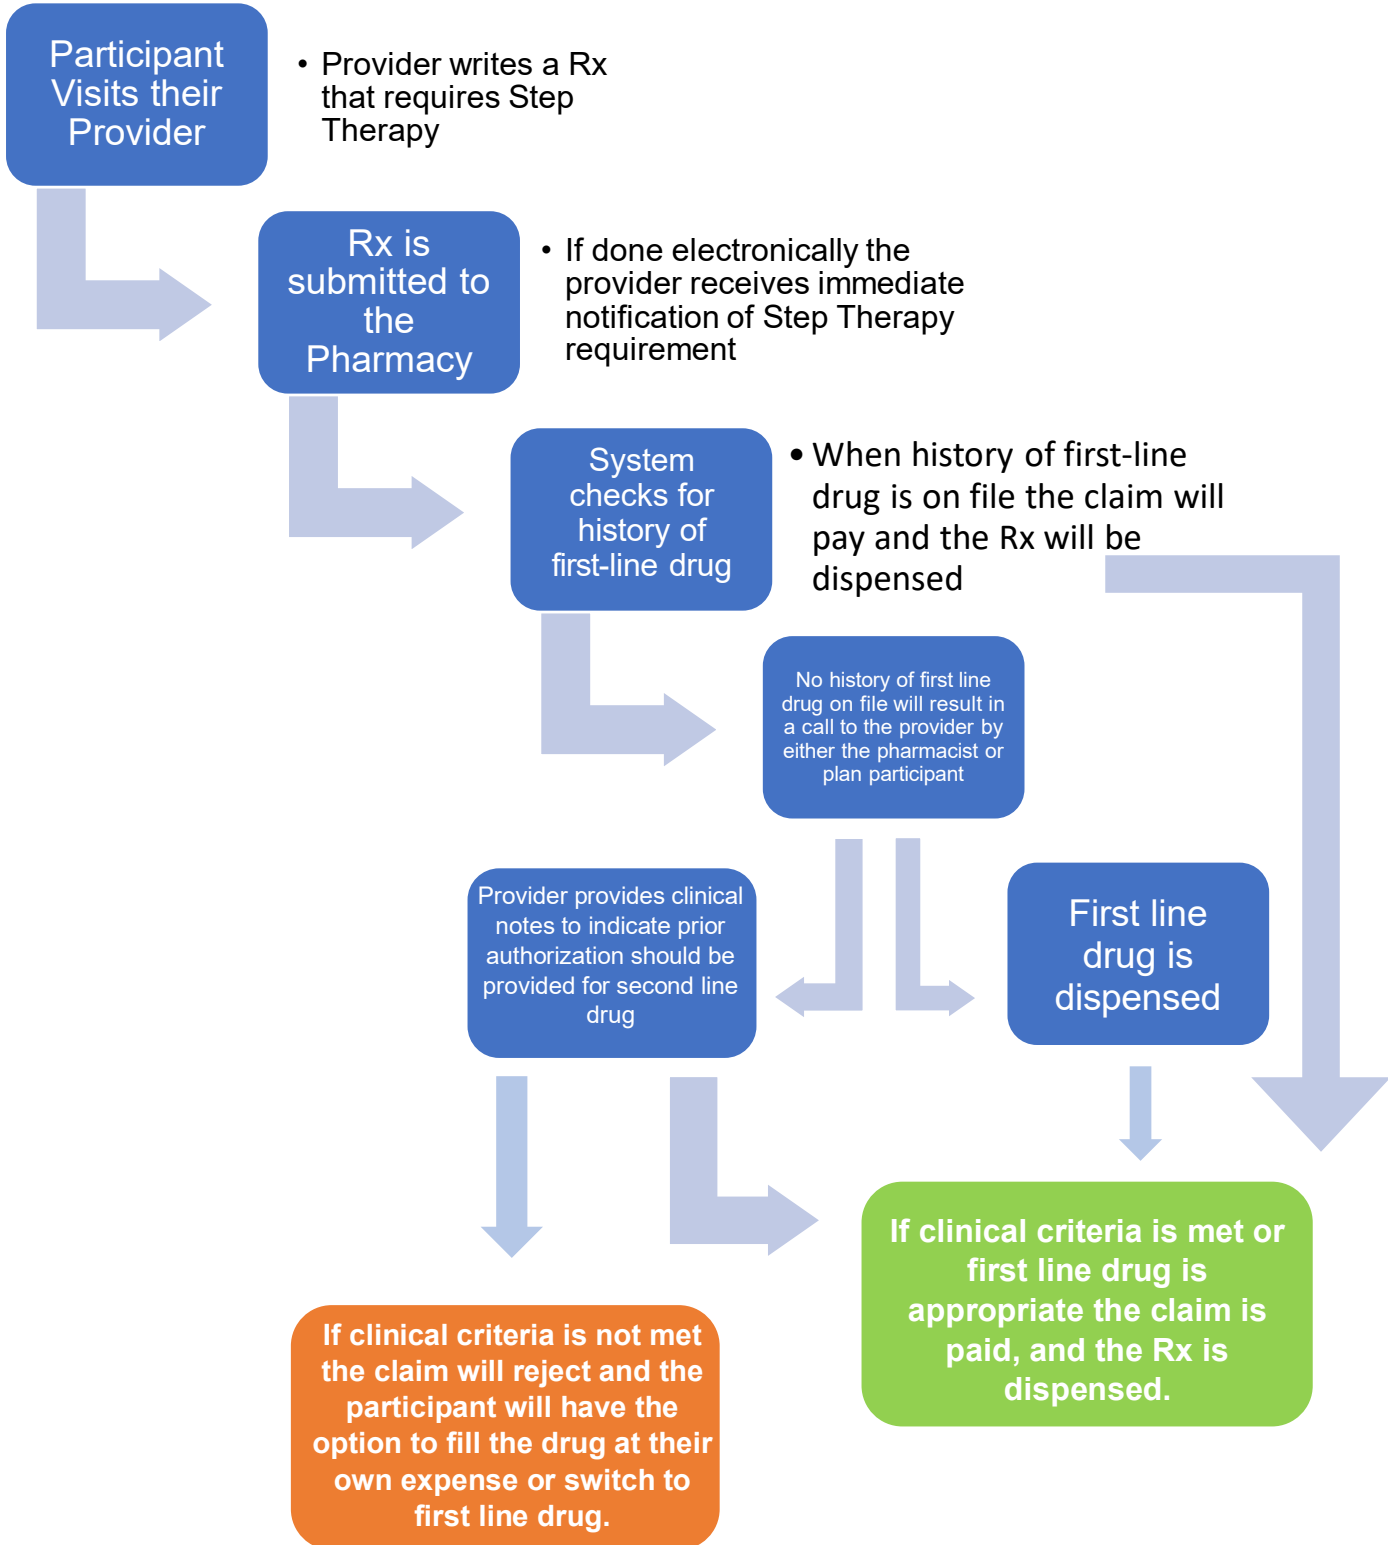 Participant
Visits their
Provider
• Provider writes a Rx
that requires Step
Therapy
Rx is
submitted to
the
Pharmacy
• If done electronically the
provider receives immediate
notification of Step Therapy
requirement
System
checks for
history of
first-line drug
• When history of first-line
drug is on file the claim will
pay and the Rx will be
dispensed
No history of first line
drug on file will result in
a call to the provider by
either the pharmacist or
plan participant
Provider provides clinical
notes to indicate prior
authorization should be
provided for second line
drug
First line
drug is
dispensed
If clinical criteria is met or
first line drug is
appropriate the claim is
paid, and the Rx is
dispensed.
If clinical criteria is not met
the claim will reject and the
participant will have the
option to fill the drug at their
own expense or switch to
first line drug.